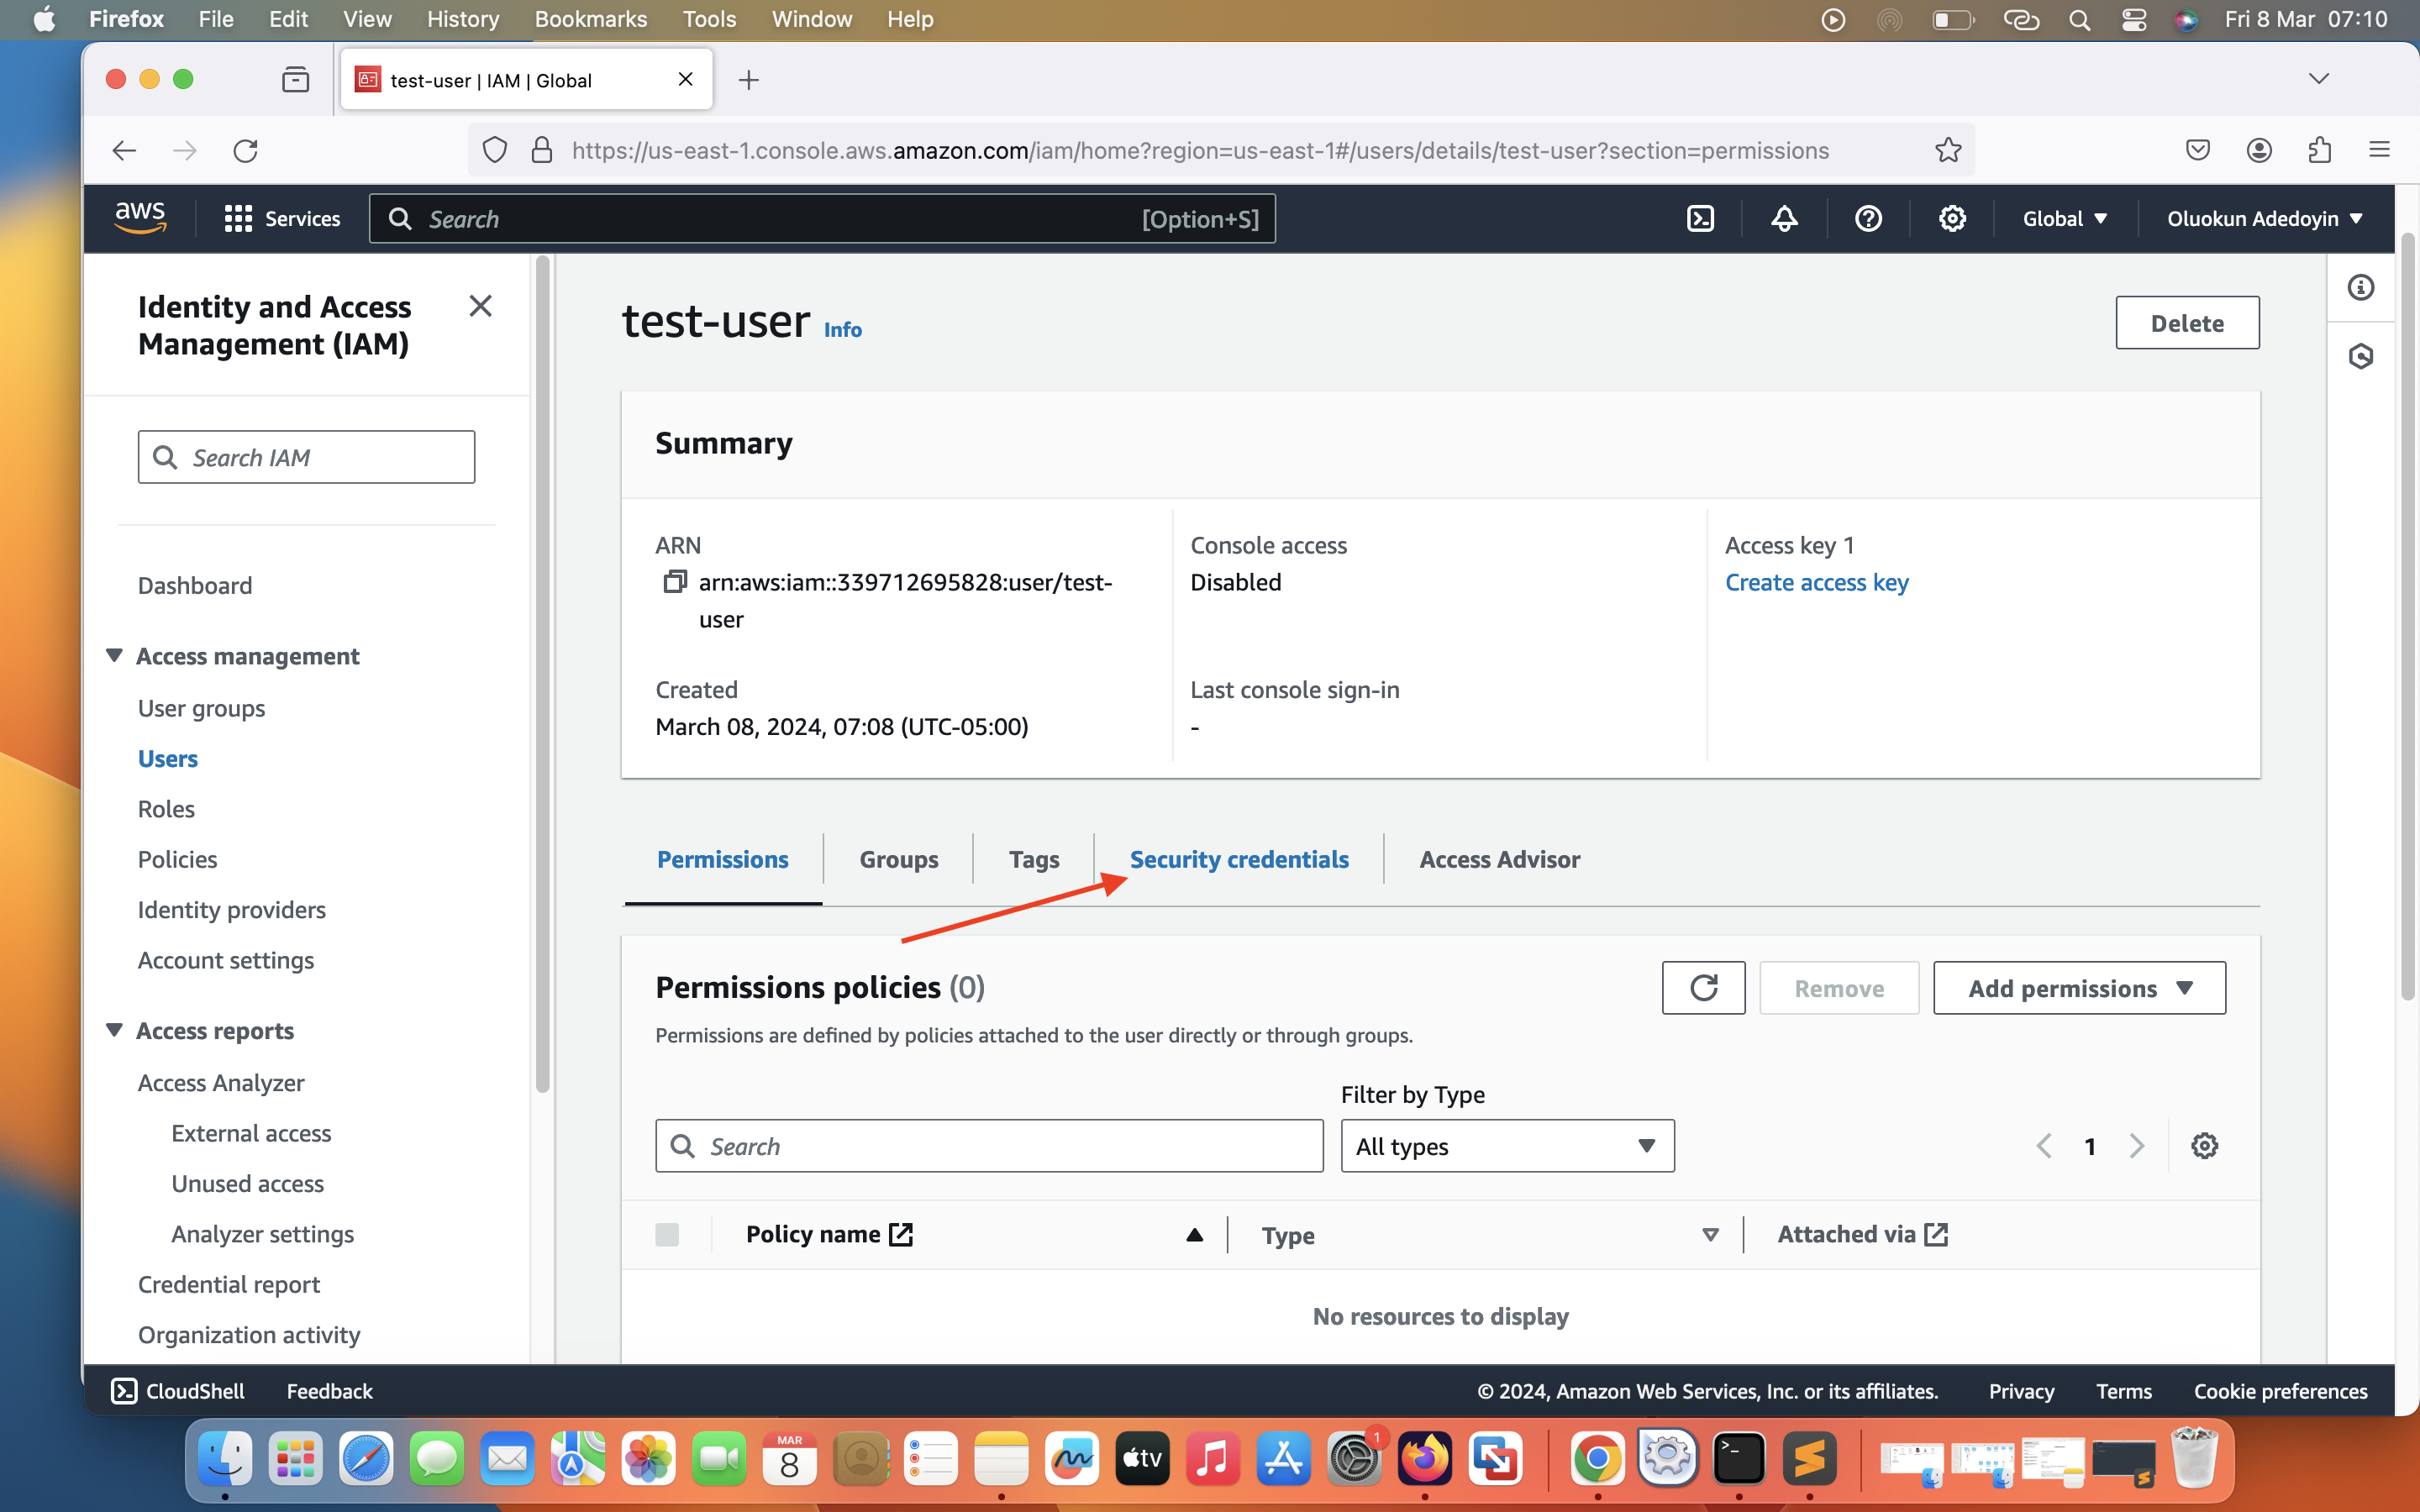 Firefox File Edit View History Bookmarks Tools Window Help Fri 8 Mar 07:10
test-user | IAM | Global
https://us-east-1.console.aws.amazon.com/iam/home?region=us-east-1#/users/details/test-user?section=permissions
aws Services Search [Option+S] Global Oluokun Adedoyin
Identity and Access
Management (IAM)
Search IAM
Dashboard
Access management
User groups
Users
Roles
Policies
Identity providers
Account settings
Access reports
Access Analyzer
External access
Unused access
Analyzer settings
Credential report
Organization activity
test-user Info
Delete
Summary
ARN
arn:aws:iam::339712695828:user/test-
user
Console access
Disabled
Access key 1
Create access key
Created
March 08, 2024, 07:08 (UTC-05:00)
Last console sign-in
-
Permissions Groups Tags Security credentials Access Advisor
Permissions policies (0)
Remove
Add permissions
Permissions are defined by policies attached to the user directly or through groups.
Filter by Type
Search
All types
1
Policy name Type Attached via
No resources to display
CloudShell Feedback © 2024, Amazon Web Services, Inc. or its affiliates. Privacy Terms Cookie preferences
MAR
8
tv
1